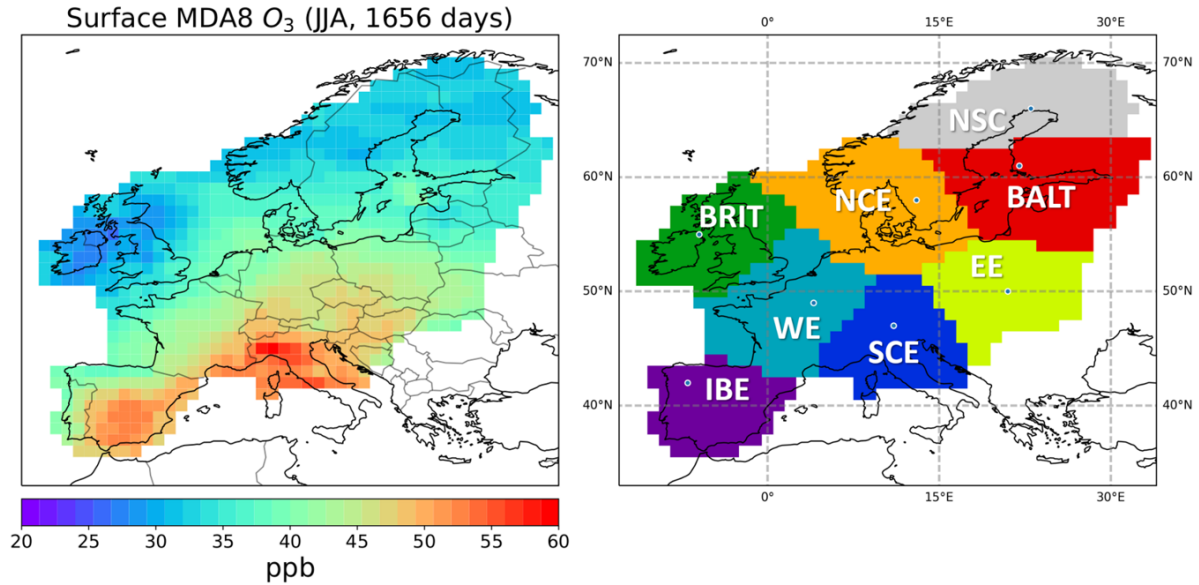 Surface MDA8 O₃ (JJA, 1656 days)
20 25 30 35 40 45 50 55 60
ppb
0° 15°E 30°E
70°N 70°N
NSC
60°N 60°N
BRIT NCE BALT
EE
50°N 50°N
WE
SCE
IBE
40°N 40°N
0° 15°E 30°E